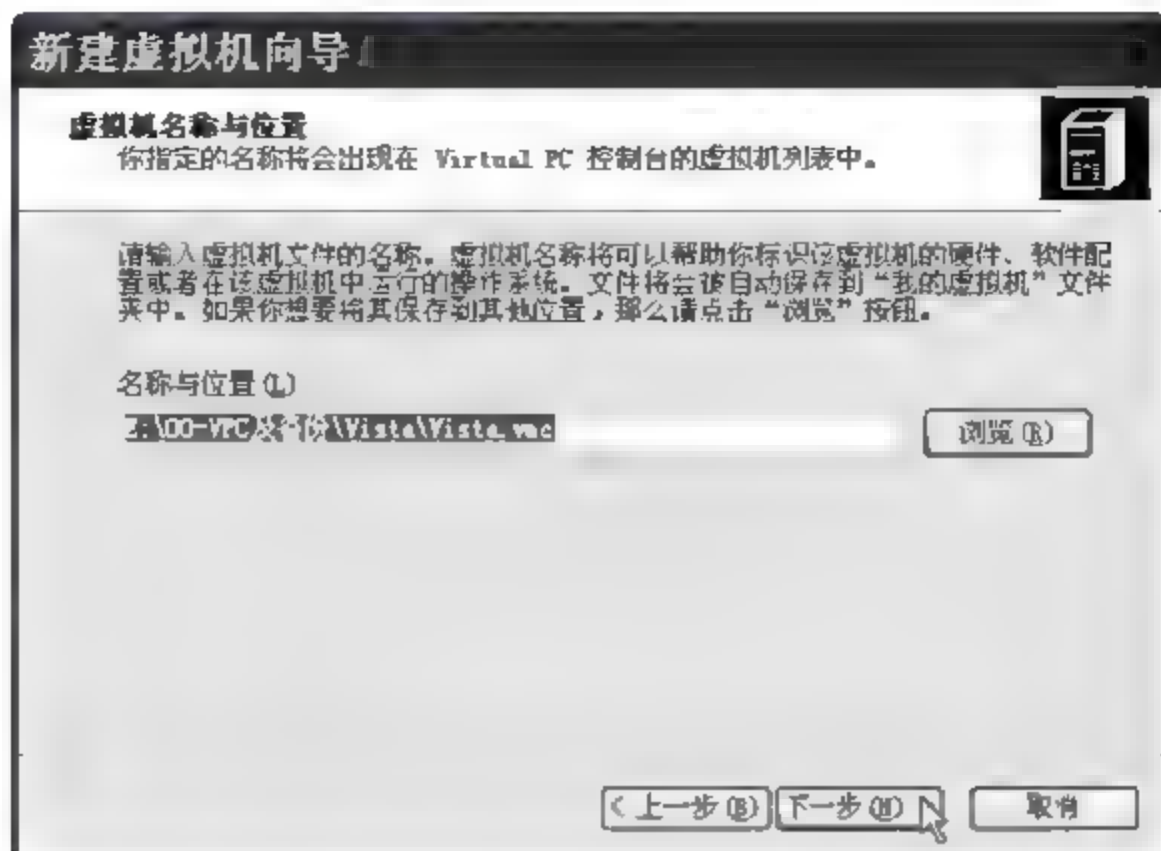 新建虚拟机向导
虚拟机名称与位置
你指定的名称将会出现在 Virtual PC 控制台的虚拟机列表中。
请输入虚拟机文件的名称。虚拟机名称将可以帮助你标识该虚拟机的硬件、软件配
置或者在该虚拟机中运行的操作系统。文件将会被自动保存到“我的虚拟机”文件
夹中。如果你想要将其保存到其他位置，那么请点击“浏览”按钮。
名称与位置(L)
\00-VPC及备份\Vista\Vista.vmc
浏览(R)
< 上一步(B)
下一步(N)
取消